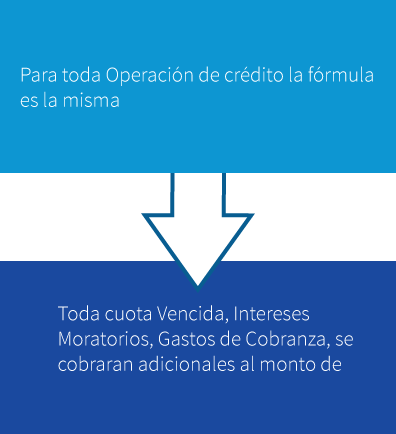 Para toda Operación de crédito la fórmula
es la misma
Toda cuota Vencida, Intereses
Moratorios, Gastos de Cobranza, se
cobraran adicionales al monto de